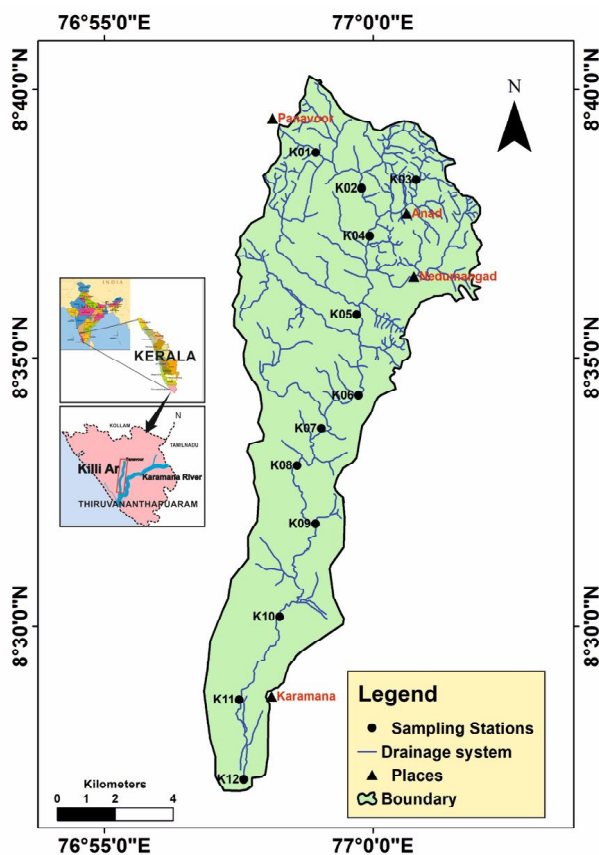 76°55'0"E 77°0'0"E
N
8°40'0"N 8°40'0"N
Panavoor
K01
K02
K03
Anad
K04
Nedumangad
K05
INDIA
KERALA
8°35'0"N 8°35'0"N
K06
K07
K08
K09
N
KOLLAM
TAMILNADU
Killi Ar
Karamana River
THIRUVANANTHAPUARAM
8°30'0"N 8°30'0"N
K10
K11
Karamana
K12
Legend
Sampling Stations
Drainage system
Places
Boundary
Kilometers
0 1 2 4
76°55'0"E 77°0'0"E